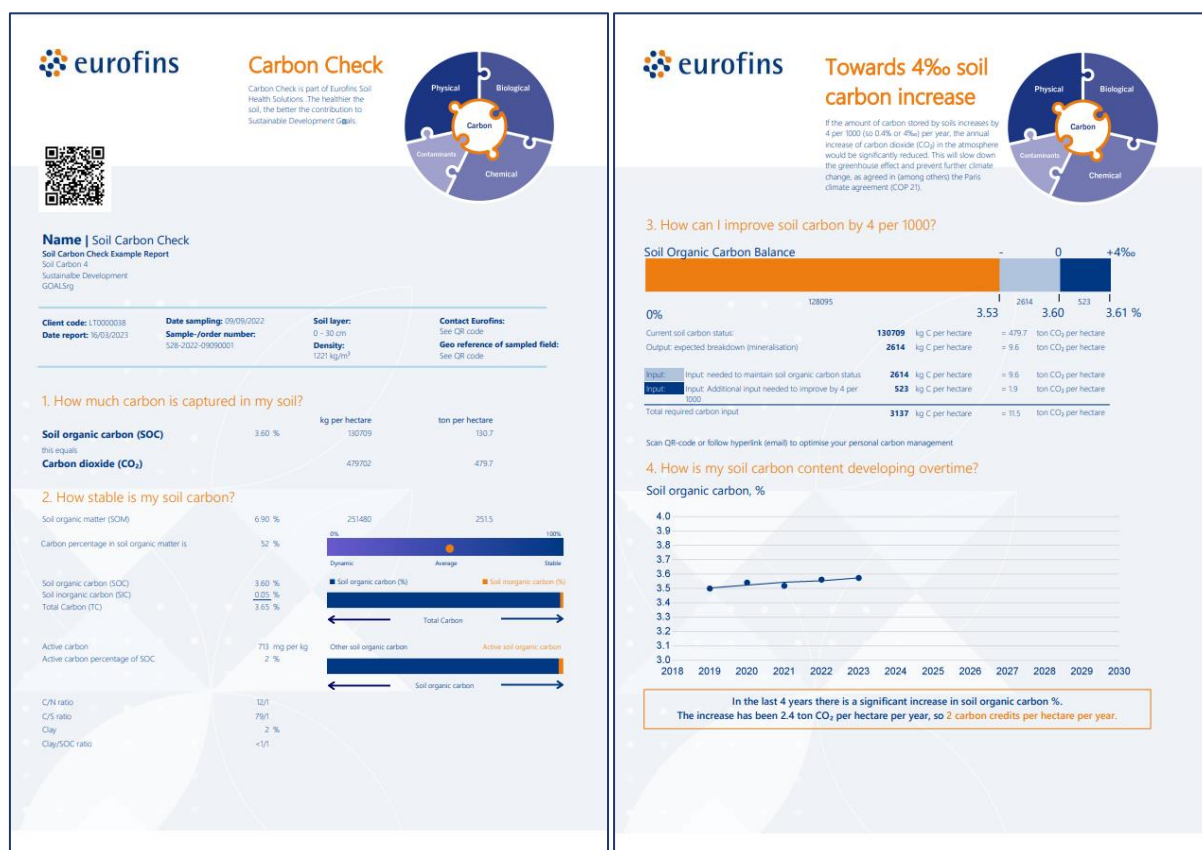 eurofins
Carbon Check
Carbon Check is part of Eurofins Soil
Health Solutions .The healthier the
soil, the better the contribution to
Sustainable Development Goals.
Physical
Biological
Carbon
Contaminants
Chemical
Name | Soil Carbon Check
Soil Carbon Check Example Report
Soil Carbon 4
Sustainalbe Development
GOALSrg
Client code: LT0000038
Date report: 16/03/2023
Date sampling: 09/09/2022
Sample-/order number:
528-2022-09090001
Soil layer:
0 - 30 cm
Density:
1221 kg/m³
Contact Eurofins:
See QR code
Geo reference of sampled field:
See QR code
1. How much carbon is captured in my soil?
kg per hectare ton per hectare
Soil organic carbon (SOC) 3.60 % 130709 130.7
this equals
Carbon dioxide (CO₂) 479702 479.7
2. How stable is my soil carbon?
Soil organic matter (SOM) 6.90 % 251480 251.5
0% 100%
Carbon percentage in soil organic matter is 52 %
Dynamic Average Stable
Soil organic carbon (%) Soil inorganic carbon (%)
Soil organic carbon (SOC) 3.60 %
Soil inorganic carbon (SIC) 0.05 %
Total Carbon (TC) 3.65 %
Total Carbon
Active carbon 713 mg per kg
Active carbon percentage of SOC 2 %
Other soil organic carbon Active soil organic carbon
Soil organic carbon
C/N ratio 12/1
C/S ratio 79/1
Clay 2 %
Clay/SOC ratio <1/1
eurofins
Towards 4‰ soil
carbon increase
If the amount of carbon stored by soils increases by
4 per 1000 (so 0.4% or 4‰) per year, the annual
increase of carbon dioxide (CO₂) in the atmosphere
would be significantly reduced. This will slow down
the greenhouse effect and prevent further climate
change, as agreed in (among others) the Paris
climate agreement (COP 21).
Physical
Biological
Carbon
Contaminants
Chemical
3. How can I improve soil carbon by 4 per 1000?
Soil Organic Carbon Balance - 0 +4‰
128095 2614 523
0% 3.53 3.60 3.61 %
Current soil carbon status: 130709 kg C per hectare = 479.7 ton CO₂ per hectare
Output: expected breakdown (mineralisation) 2614 kg C per hectare = 9.6 ton CO₂ per hectare
Input: Input: needed to maintain soil organic carbon status 2614 kg C per hectare = 9.6 ton CO₂ per hectare
Input: Input: Additional input needed to improve by 4 per 523 kg C per hectare = 1.9 ton CO₂ per hectare
1000
Total required carbon input 3137 kg C per hectare = 11.5 ton CO₂ per hectare
Scan QR-code or follow hyperlink (email) to optimise your personal carbon management
4. How is my soil carbon content developing overtime?
Soil organic carbon, %
4.0
3.9
3.8
3.7
3.6
3.5
3.4
3.3
3.2
3.1
3.0
2018 2019 2020 2021 2022 2023 2024 2025 2026 2027 2028 2029 2030
In the last 4 years there is a significant increase in soil organic carbon %.
The increase has been 2.4 ton CO₂ per hectare per year, so 2 carbon credits per hectare per year.